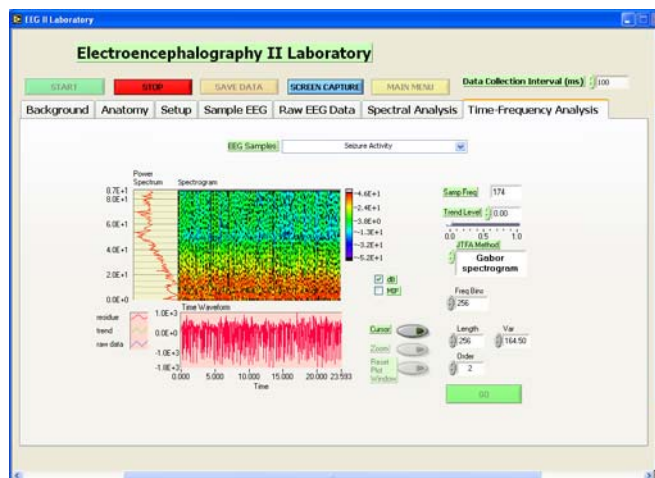 EEG II Laboratory
Electroencephalography II Laboratory
START STOP SAVE DATA SCREEN CAPTURE MAIN MENU Data Collection Interval (ms) 100
Background Anatomy Setup Sample EEG Raw EEG Data Spectral Analysis Time-Frequency Analysis
EEG Samples Seizure Activity
Power
Spectrum Spectrogram
8.7E+1
8.0E+1
6.0E+1
4.0E+1
2.0E+1
0.0E+0
-4.6E+1
-2.4E+1
-3.8E+0
-1.3E+1
-3.2E+1
-5.2E+1
Samp Freq 174
Trend Level 0.00
0.0 0.5 1.0
JTFA Method
Gabor
spectrogram
dB
Freq Bins
256
Time Waveform
residue
trend
raw data
1.0E+3
0.0E+0
-1.0E+3
-1.8E+3
0.000 5.000 10.000 15.000 20.000 23.593
Time
Cursor
Zoom
Reset
Plot
Window
Length Var
256 164.50
Order
2
GO